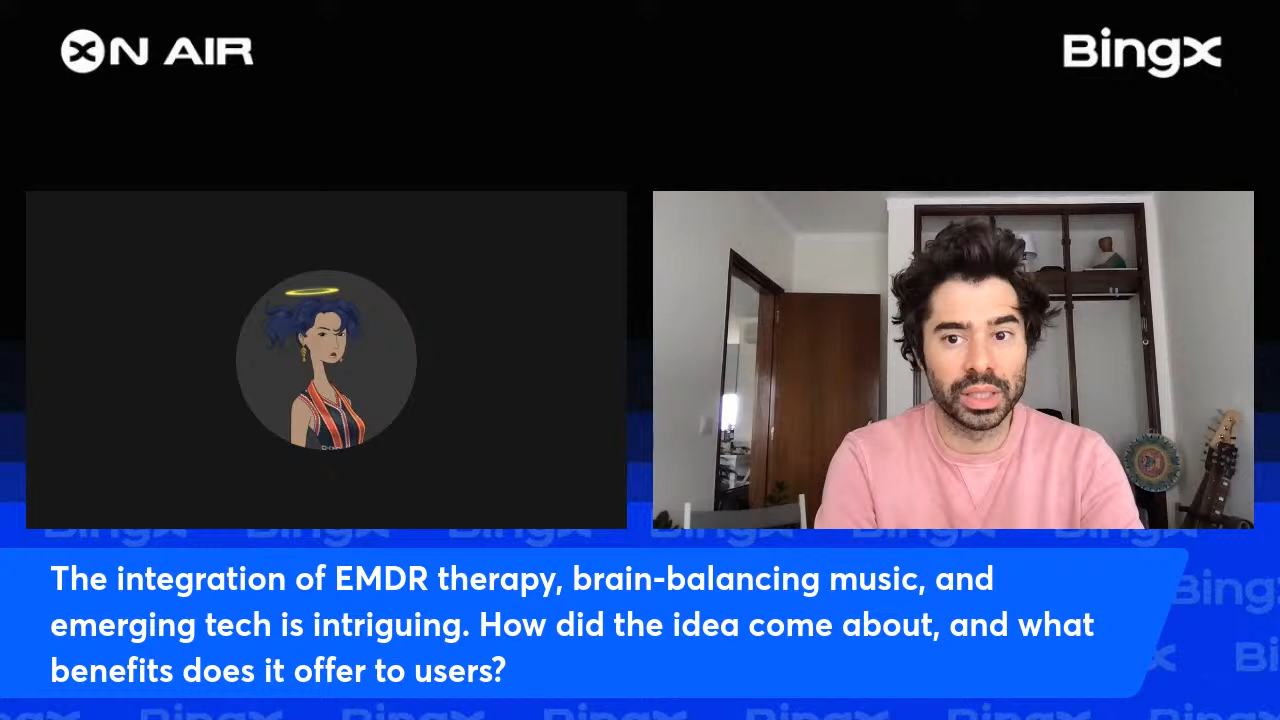 ON AIR
BingX
The integration of EMDR therapy, brain-balancing music, and
emerging tech is intriguing. How did the idea come about, and what
benefits does it offer to users?